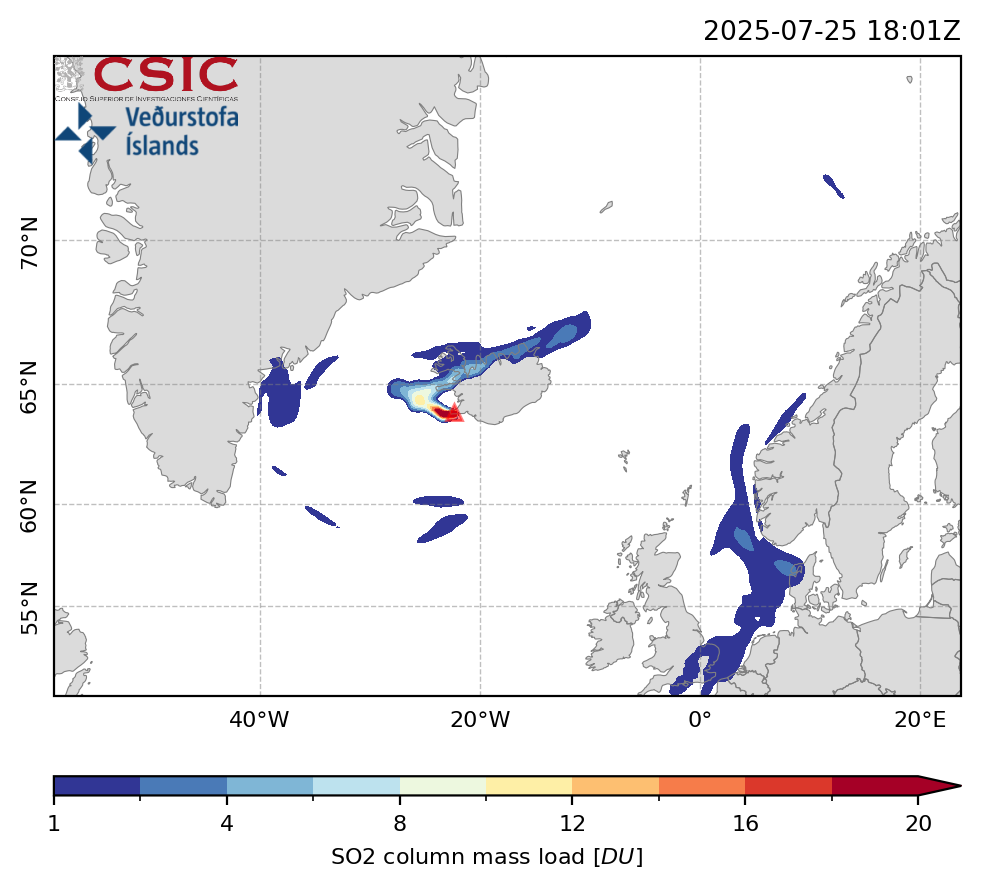 2025-07-25 18:01Z
CSIC
CONSEJO SUPERIOR DE INVESTIGACIONES CIENTÍFICAS
Veðurstofa
Íslands
70°N
65°N
60°N
55°N
40°W 20°W 0° 20°E
1 4 8 12 16 20
SO2 column mass load [DU]